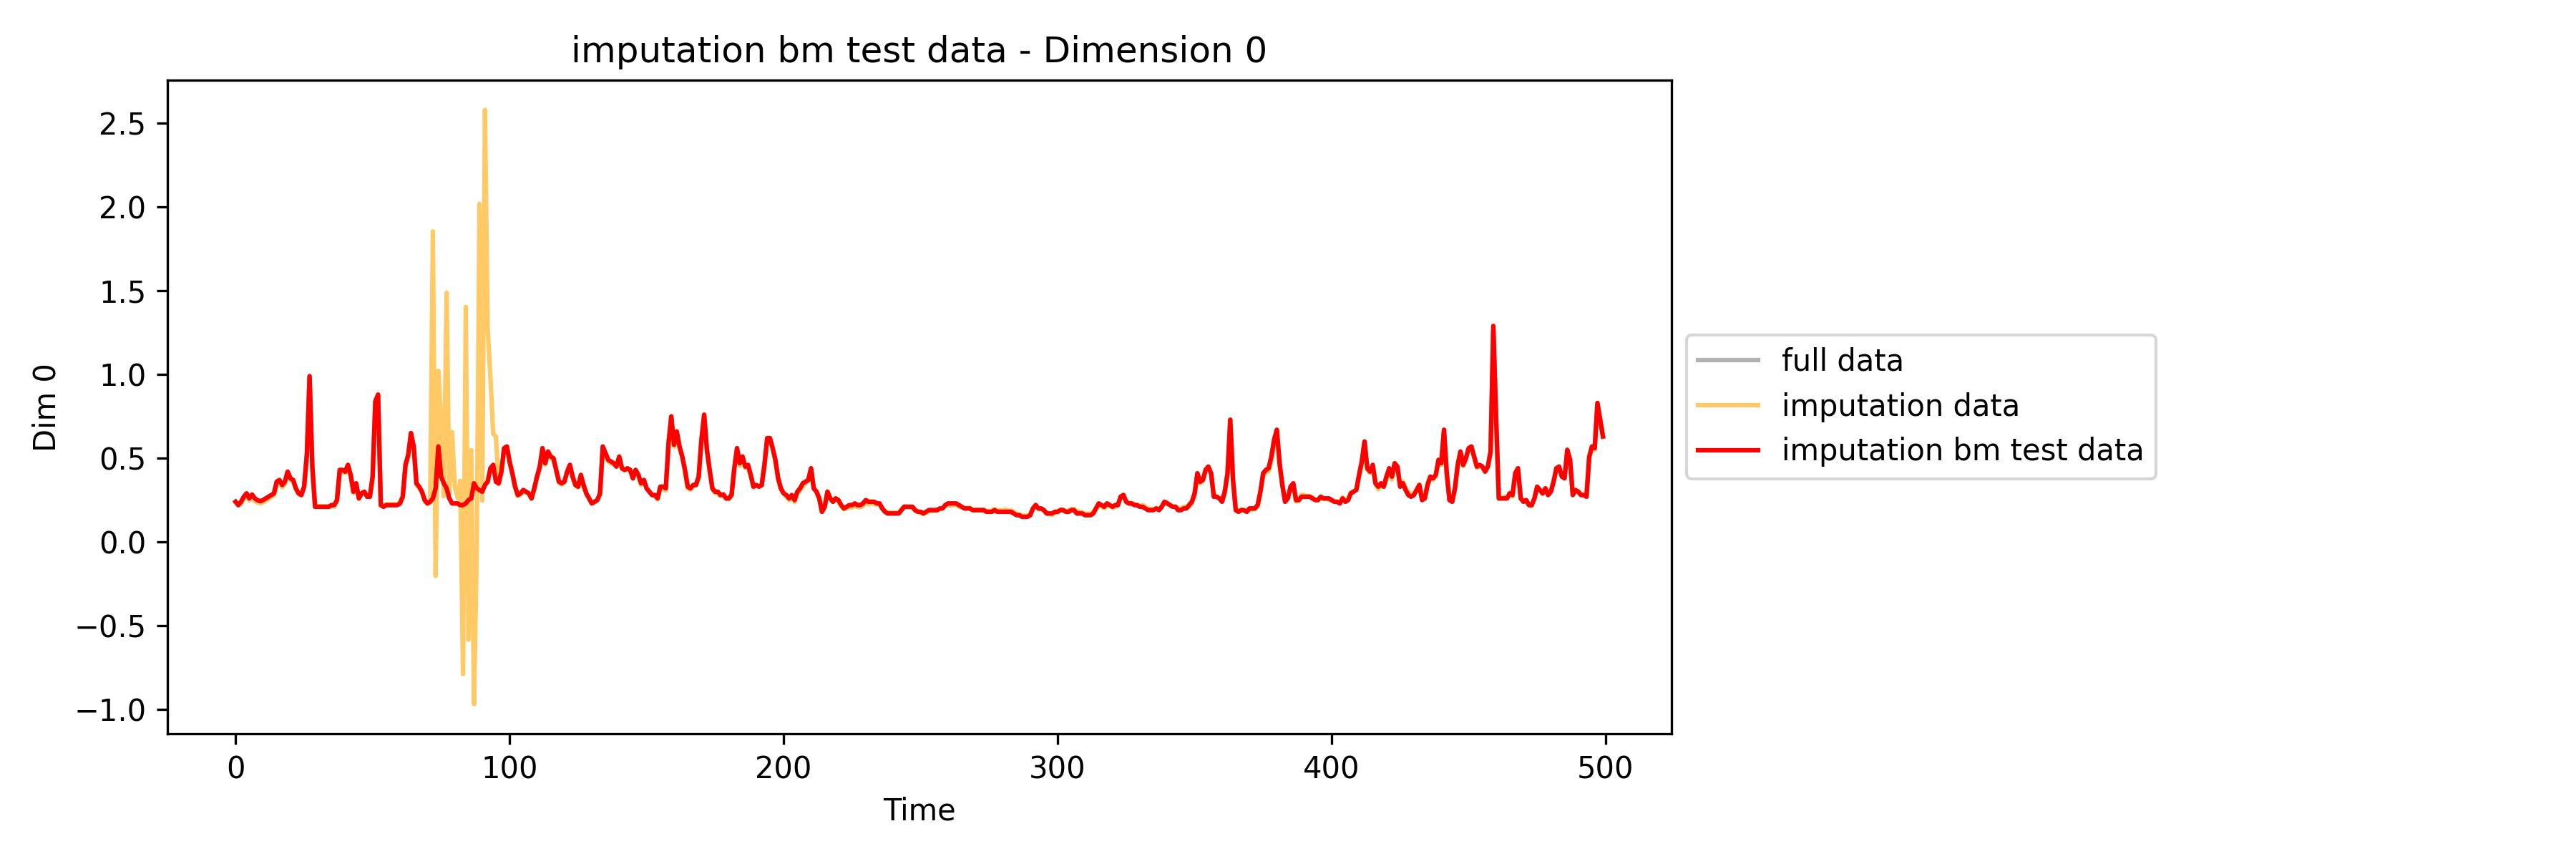 imputation bm test data - Dimension 0
2.5
2.0
1.5
1.0
0.5
0.0
−0.5
−1.0
Dim 0
0 100 200 300 400 500
Time
full data
imputation data
imputation bm test data